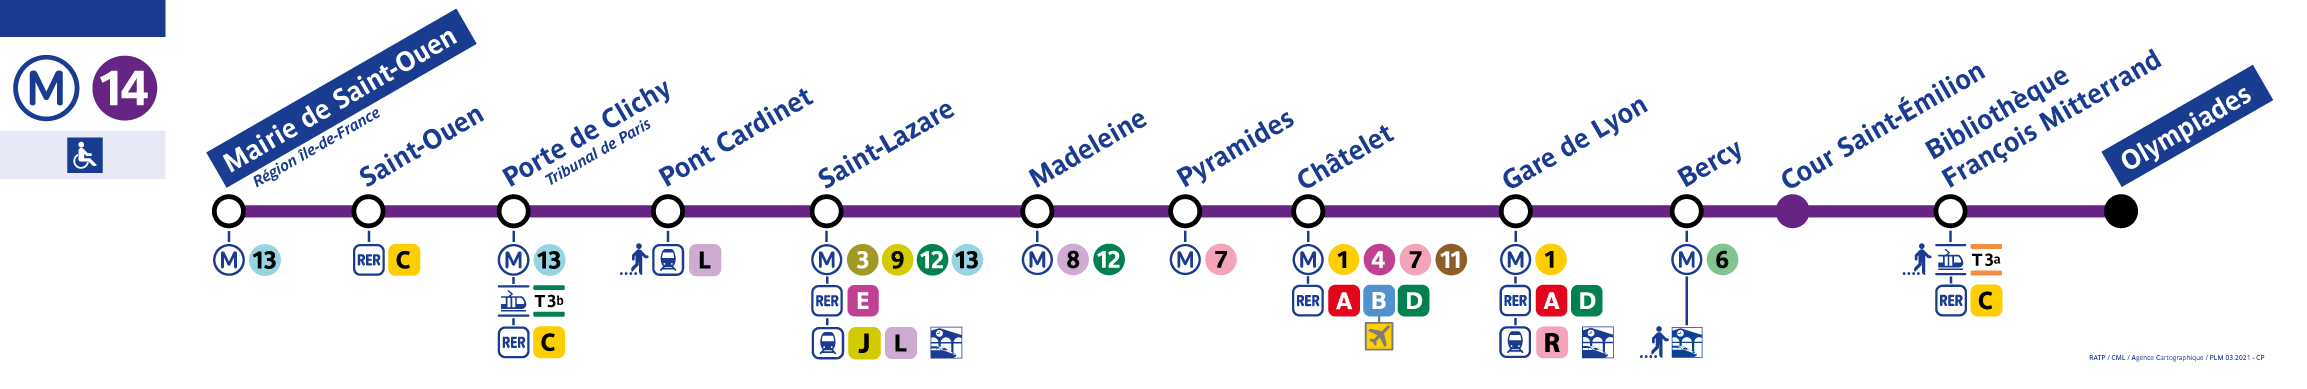 M 14
Mairie de Saint-Ouen
Région île-de-France
Saint-Ouen
Porte de Clichy
Tribunal de Paris
Pont Cardinet
Saint-Lazare
Madeleine
Pyramides
Châtelet
Gare de Lyon
Bercy
Cour Saint-Émilion
Bibliothèque
François Mitterrand
Olympiades
M 13
RER C
M 13
T3b
RER C
L
M 3 9 12 13
RER E
J L
M 8 12
M 7
M 1 4 7 11
RER A B D
M 1
RER A D
R
M 6
T3a
RER C
RATP / CML / Agence Cartographique / PLM 03.2021 - CP